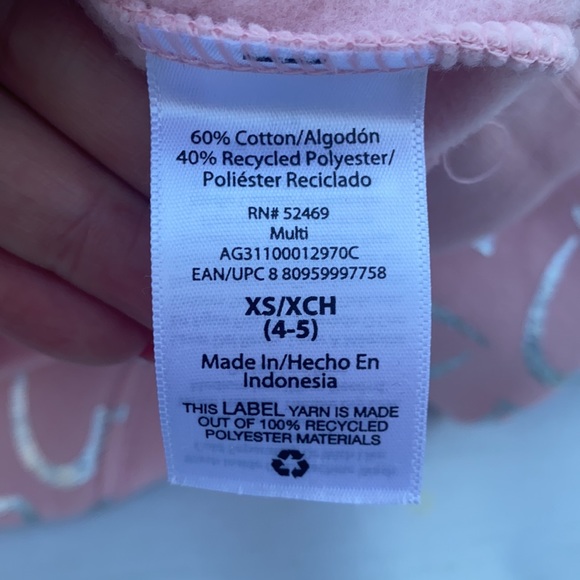 60% Cotton/Algodón
40% Recycled Polyester/
Poliéster Reciclado
RN# 52469
Multi
AG31100012970C
EAN/UPC 8 80959997758
XS/XCH
(4-5)
Made In/Hecho En
Indonesia
THIS LABEL YARN IS MADE
OUT OF 100% RECYCLED
POLYESTER MATERIALS